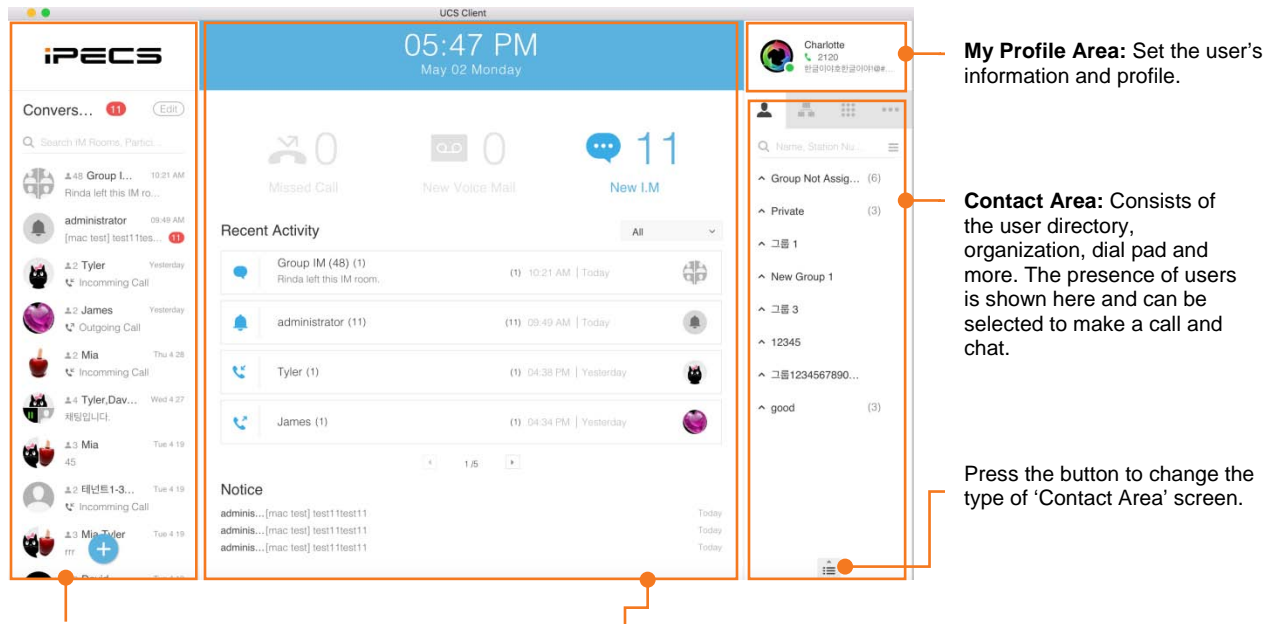 UCS Client
iPECS
Convers... 11 Edit
Search IM Rooms, Partici...
48 Group I... 10:21 AM
Rinda left this IM ro...
administrator 09:49 AM
[mac test] test11tes... 11
2 Tyler Yesterday
Incomming Call
2 James Yesterday
Outgoing Call
2 Mia Thu 4 28
Incomming Call
4 Tyler,Dav... Wed 4 27
채팅입니다.
3 Mia Tue 4 19
45
2 테넌트1-3... Tue 4 19
Incomming Call
3 Mia,Tyler Tue 4 19
rrr
05:47 PM
May 02 Monday
0 0 11
Missed Call New Voice Mail New I.M
Recent Activity All
Group IM (48) (1)
Rinda left this IM room.
(1) 10:21 AM | Today
administrator (11) (11) 09:49 AM | Today
Tyler (1) (1) 04:38 PM | Yesterday
James (1) (1) 04:34 PM | Yesterday
1 /5
Notice
adminis...[mac test] test11test11 Today
adminis...[mac test] test11test11 Today
adminis...[mac test] test11test11 Today
Charlotte
2120
한글이야호한글이야!@#...
Name, Station Nu...
Group Not Assig... (6)
Private (3)
그룹 1
New Group 1
그룹 3
12345
그룹1234567890...
good (3)
My Profile Area: Set the user's
information and profile.
Contact Area: Consists of
the user directory,
organization, dial pad and
more. The presence of users
is shown here and can be
selected to make a call and
chat.
Press the button to change the
type of 'Contact Area' screen.